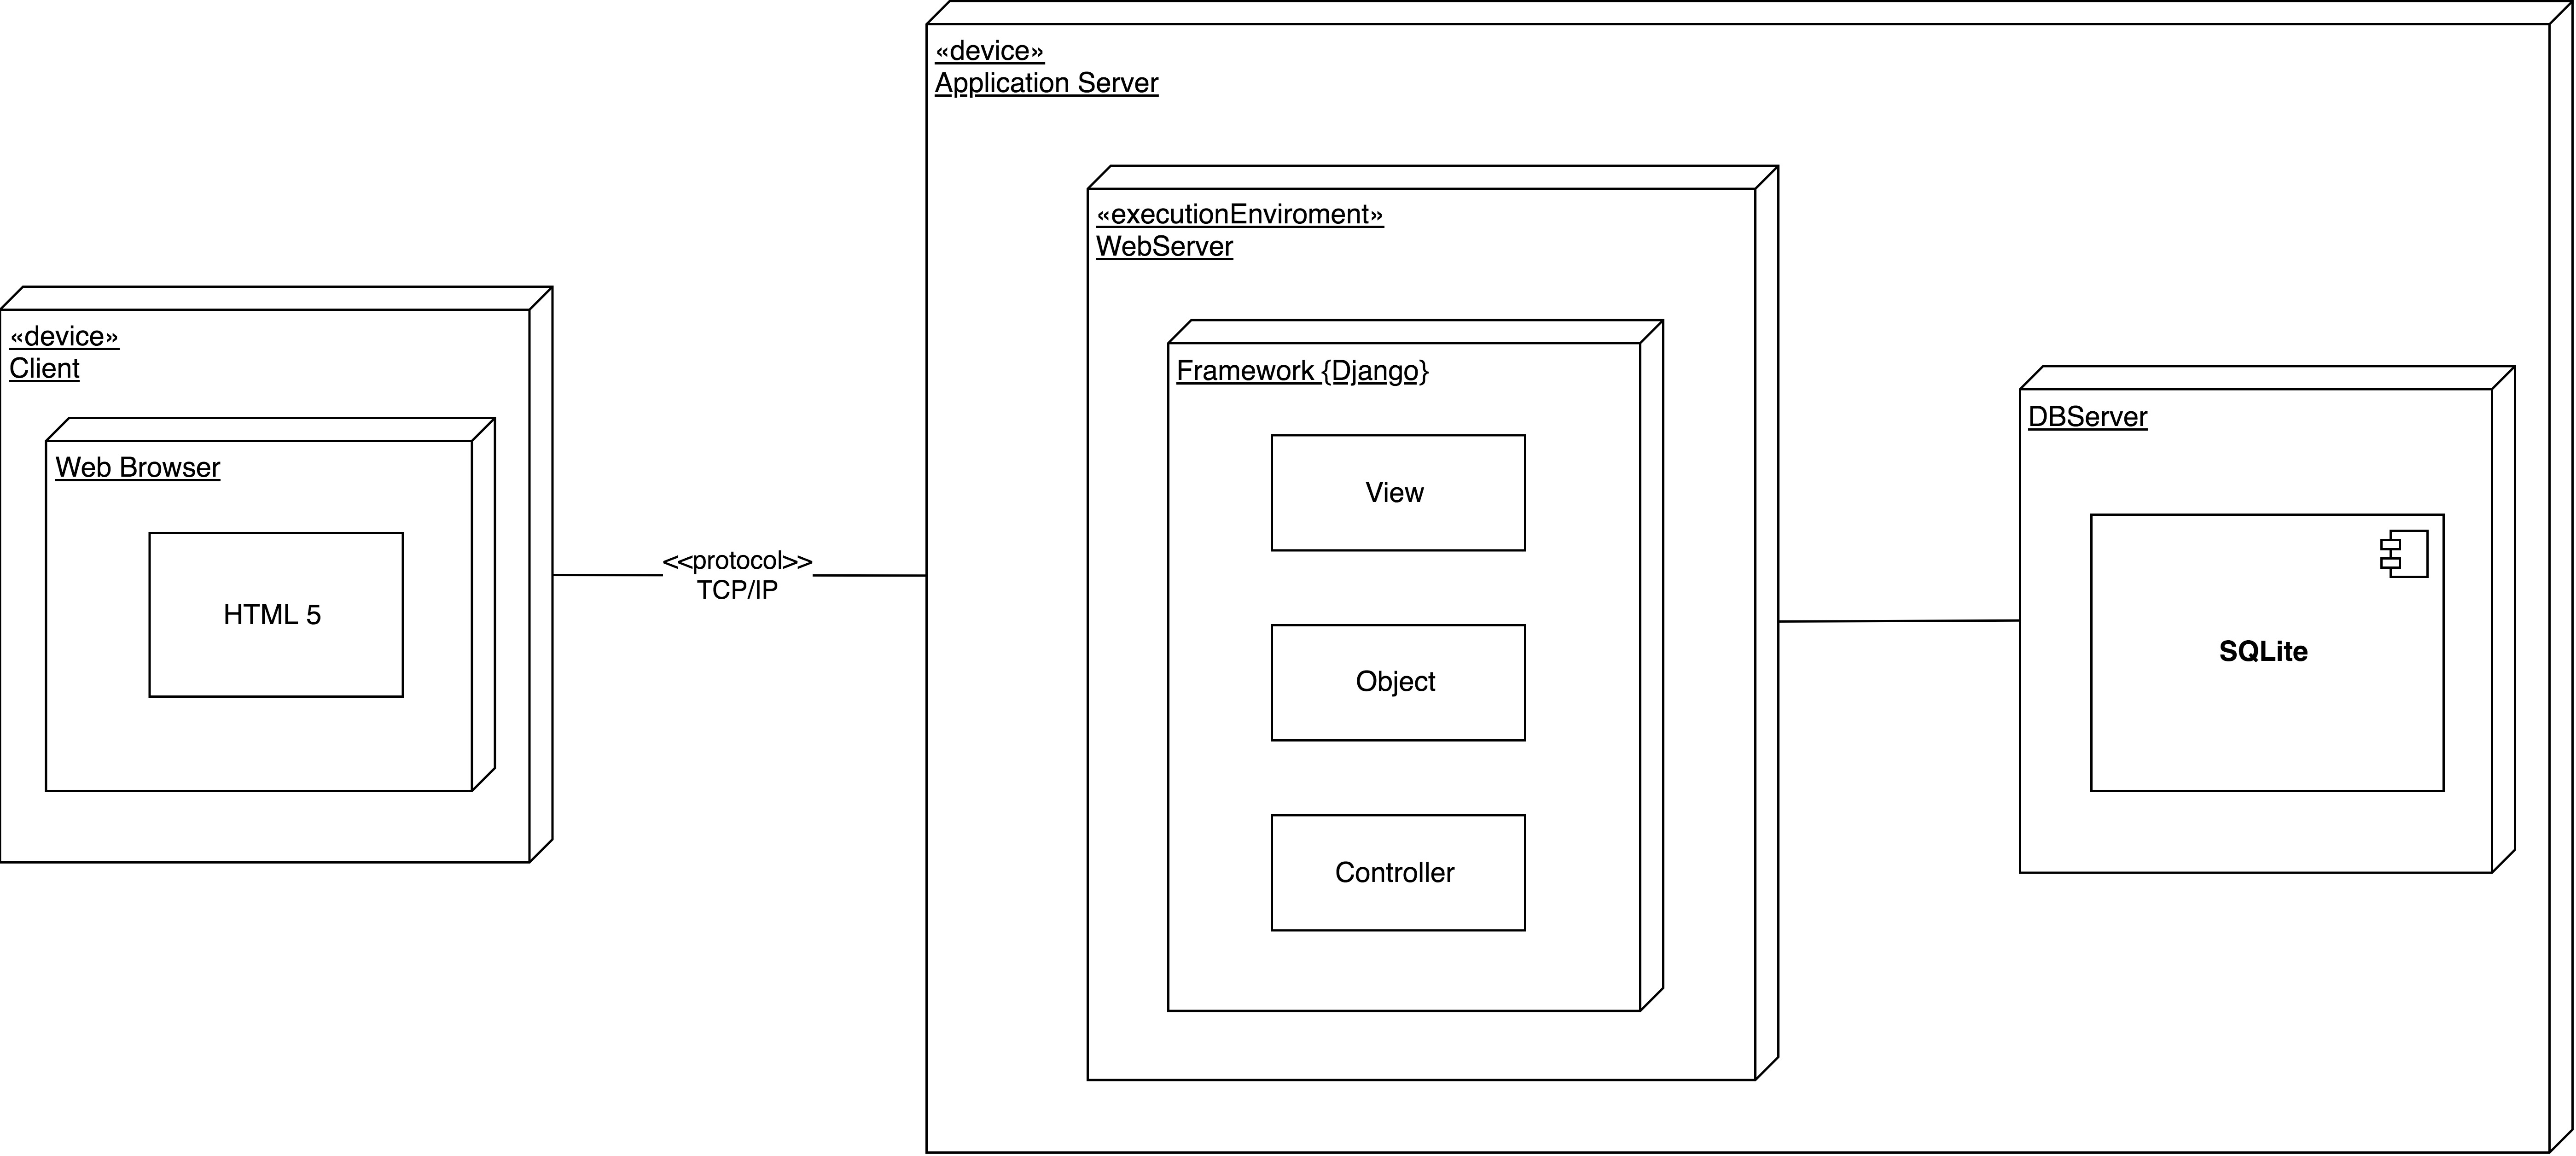 «device»
Application Server
«executionEnviroment»
WebServer
«device»
Client
Framework {Django}
DBServer
Web Browser
View
<<protocol>>
TCP/IP
HTML 5
SQLite
Object
Controller